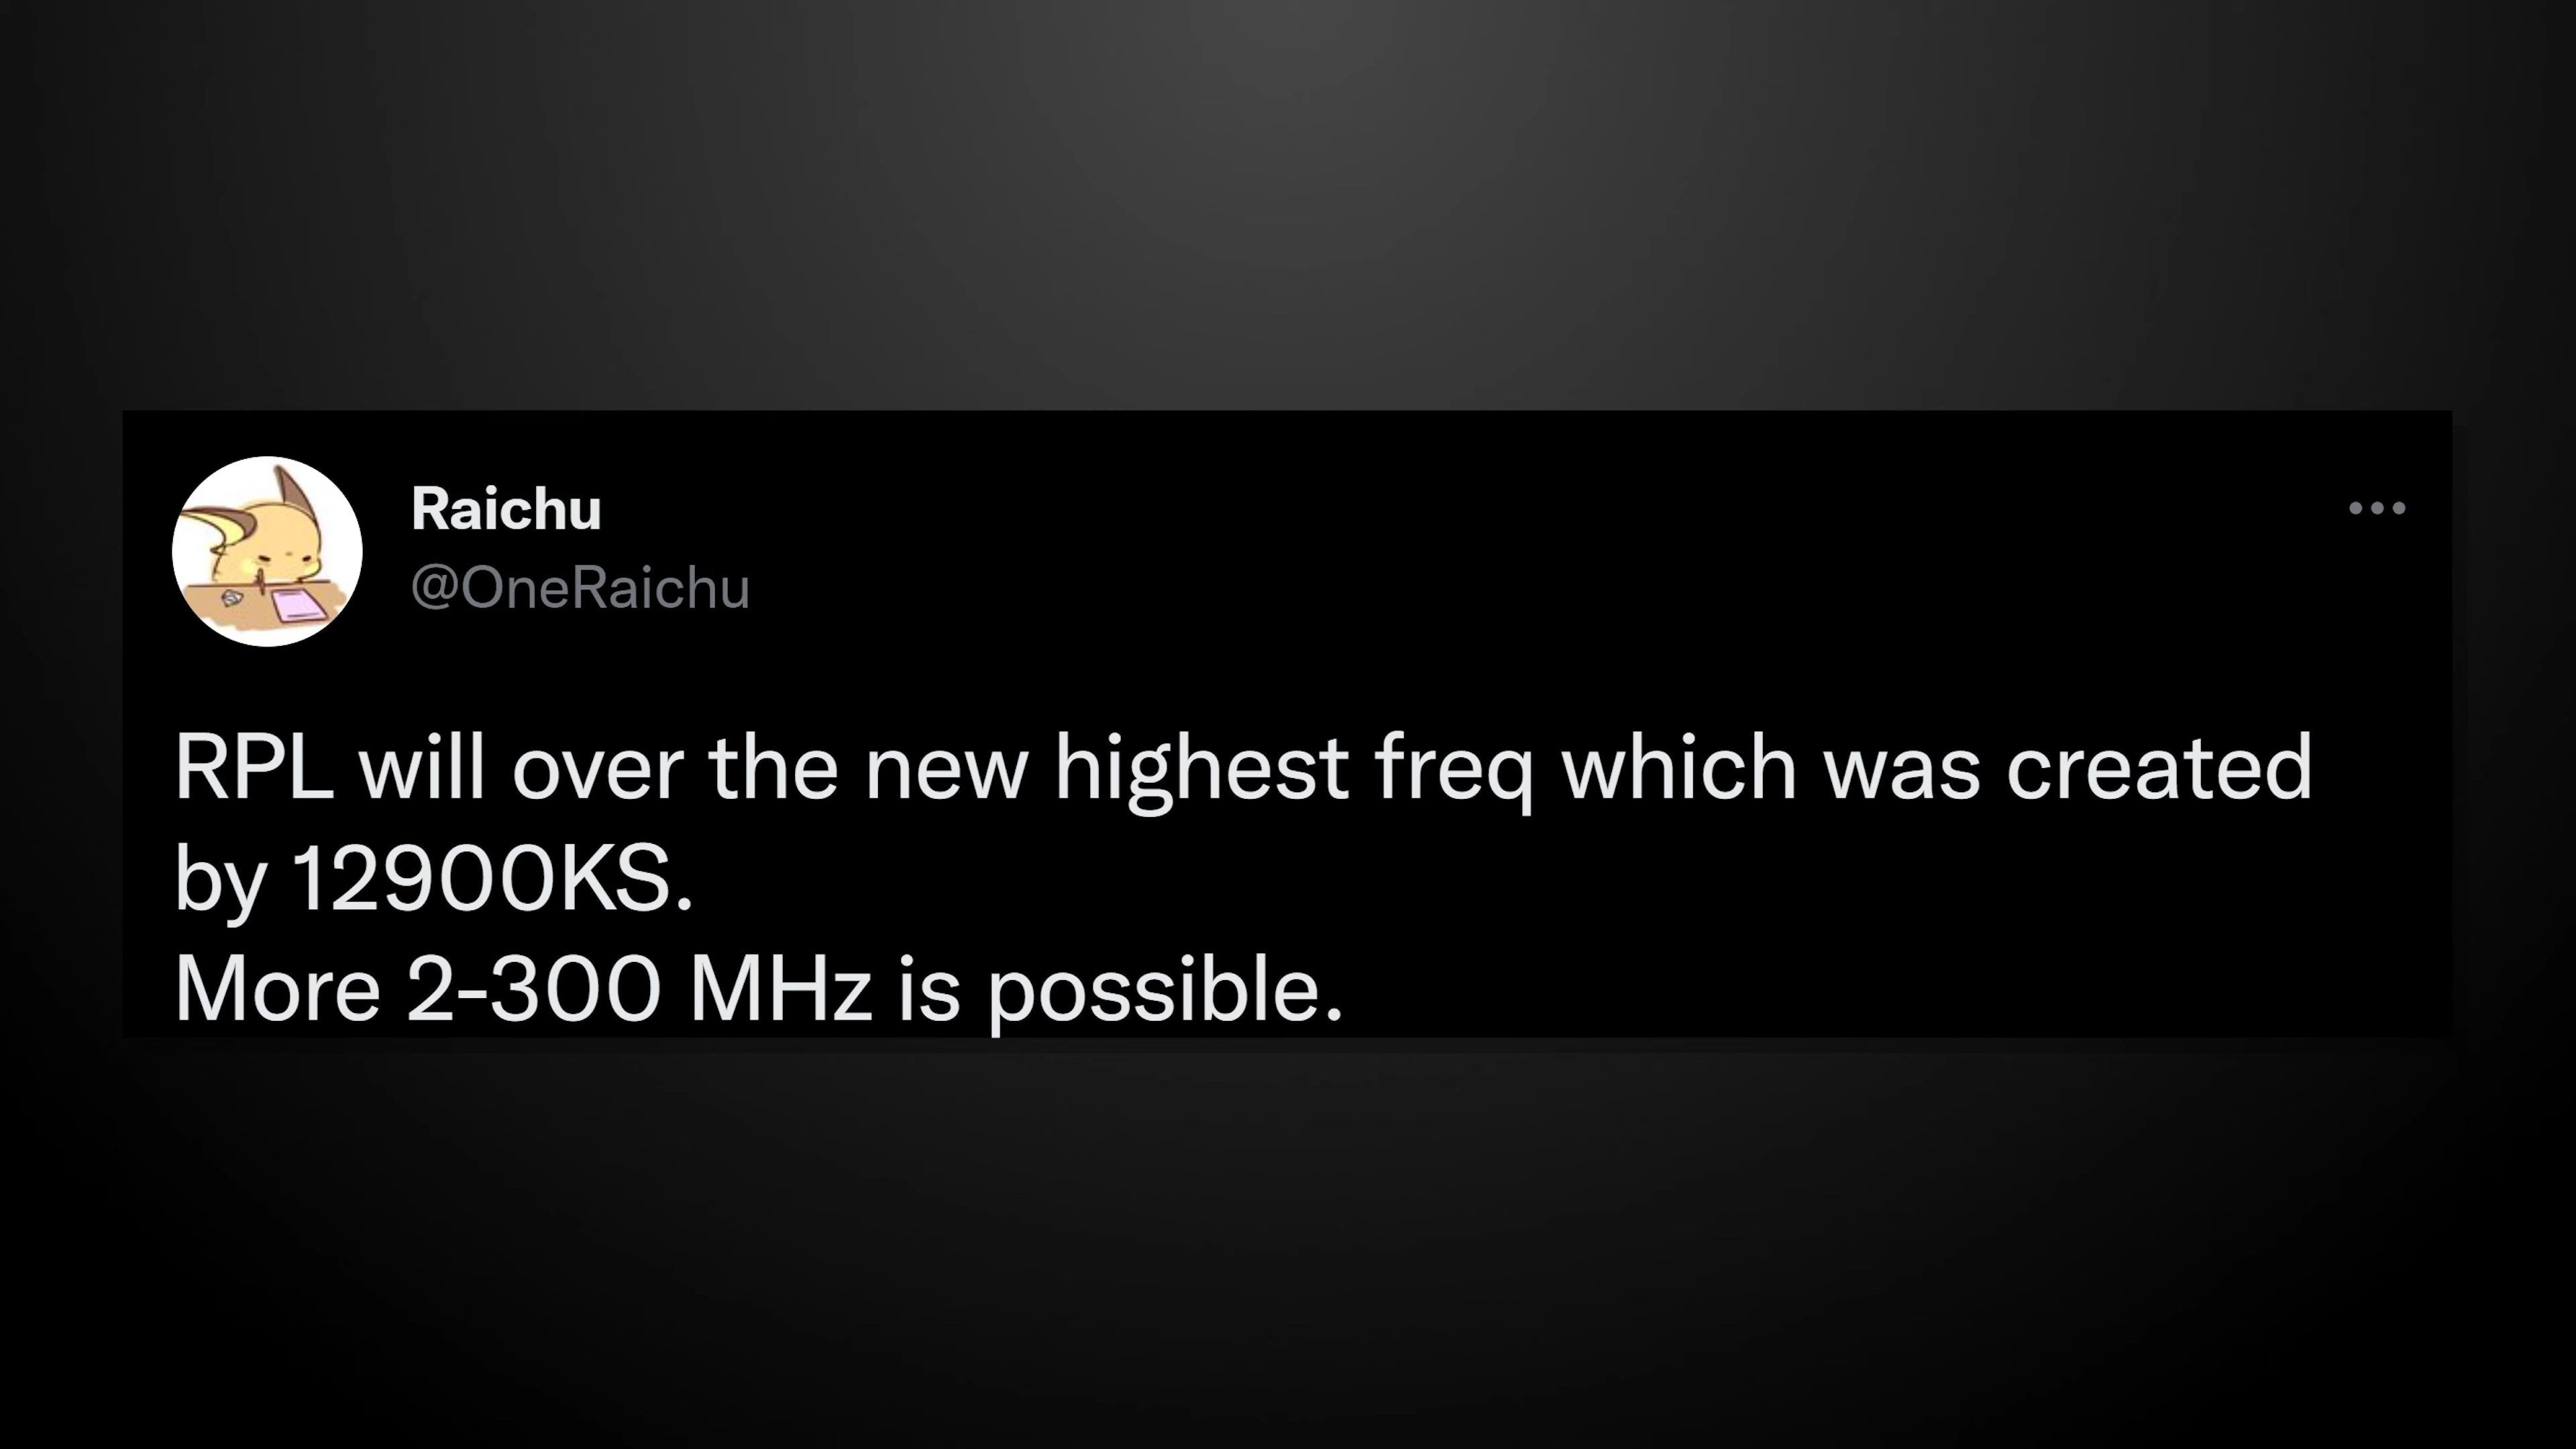 Raichu
@OneRaichu
RPL will over the new highest freq which was created
by 12900KS.
More 2-300 MHz is possible.